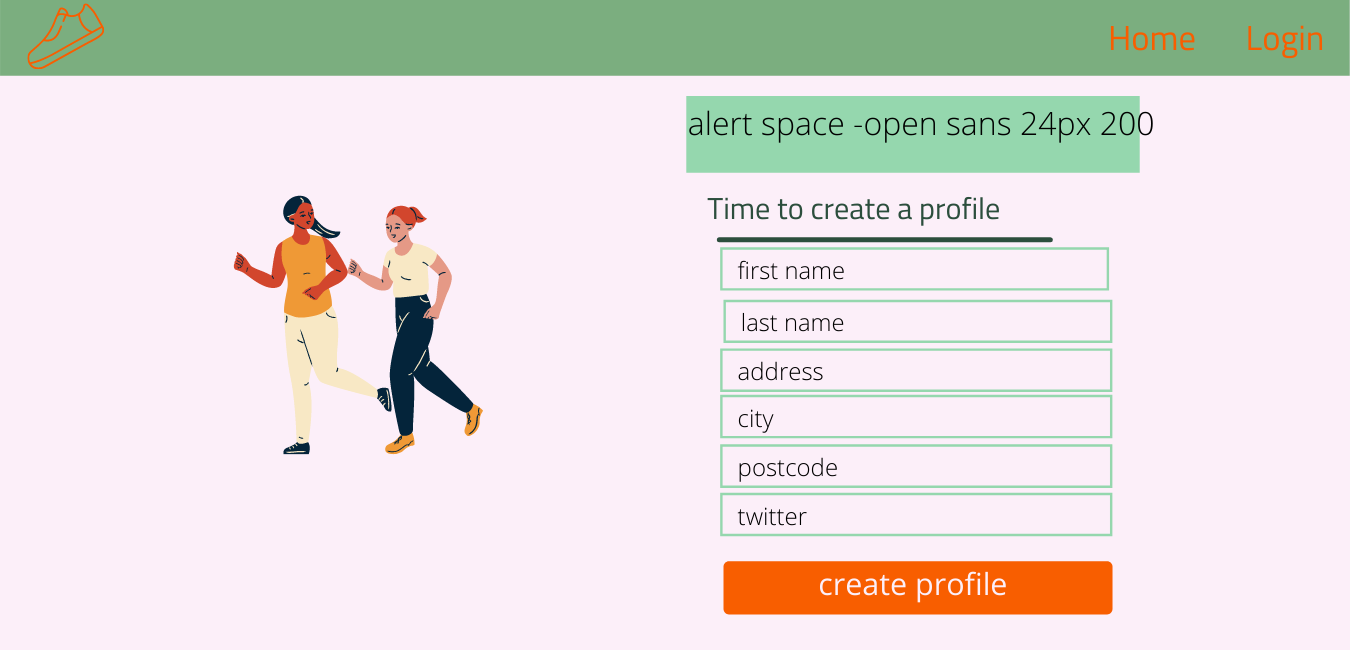 Home Login
alert space -open sans 24px 200
Time to create a profile
first name
last name
address
city
postcode
twitter
create profile